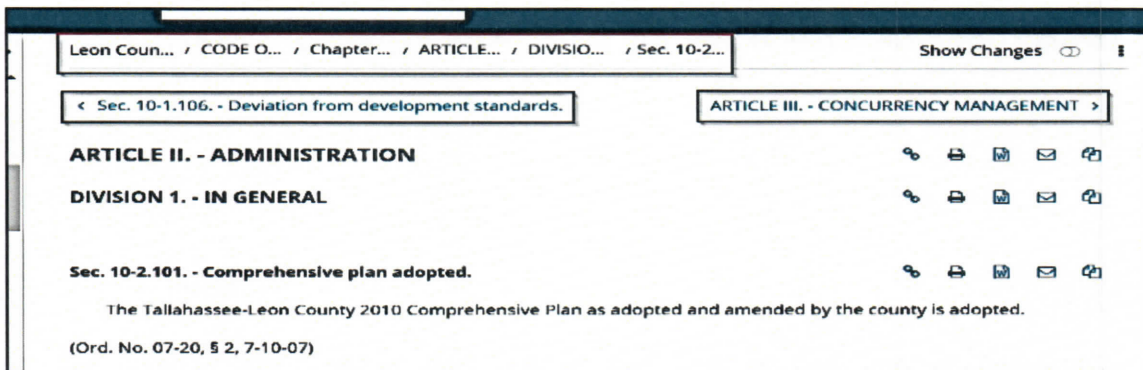 Leon Coun... / CODE O... / Chapter... / ARTICLE... / DIVISIO... / Sec. 10-2...
Show Changes
< Sec. 10-1.106. - Deviation from development standards.
ARTICLE III. - CONCURRENCY MANAGEMENT >
ARTICLE II. - ADMINISTRATION
DIVISION 1. - IN GENERAL
Sec. 10-2.101. - Comprehensive plan adopted.
The Tallahassee-Leon County 2010 Comprehensive Plan as adopted and amended by the county is adopted.
(Ord. No. 07-20, § 2, 7-10-07)